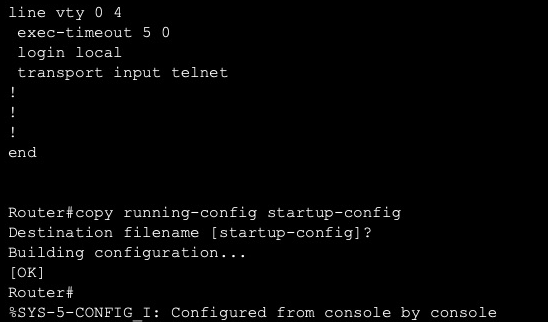 line vty 0 4
 exec-timeout 5 0
 login local
 transport input telnet
!
!
!
end
Router#copy running-config startup-config
Destination filename [startup-config]?
Building configuration...
[OK]
Router#
%SYS-5-CONFIG_I: Configured from console by console